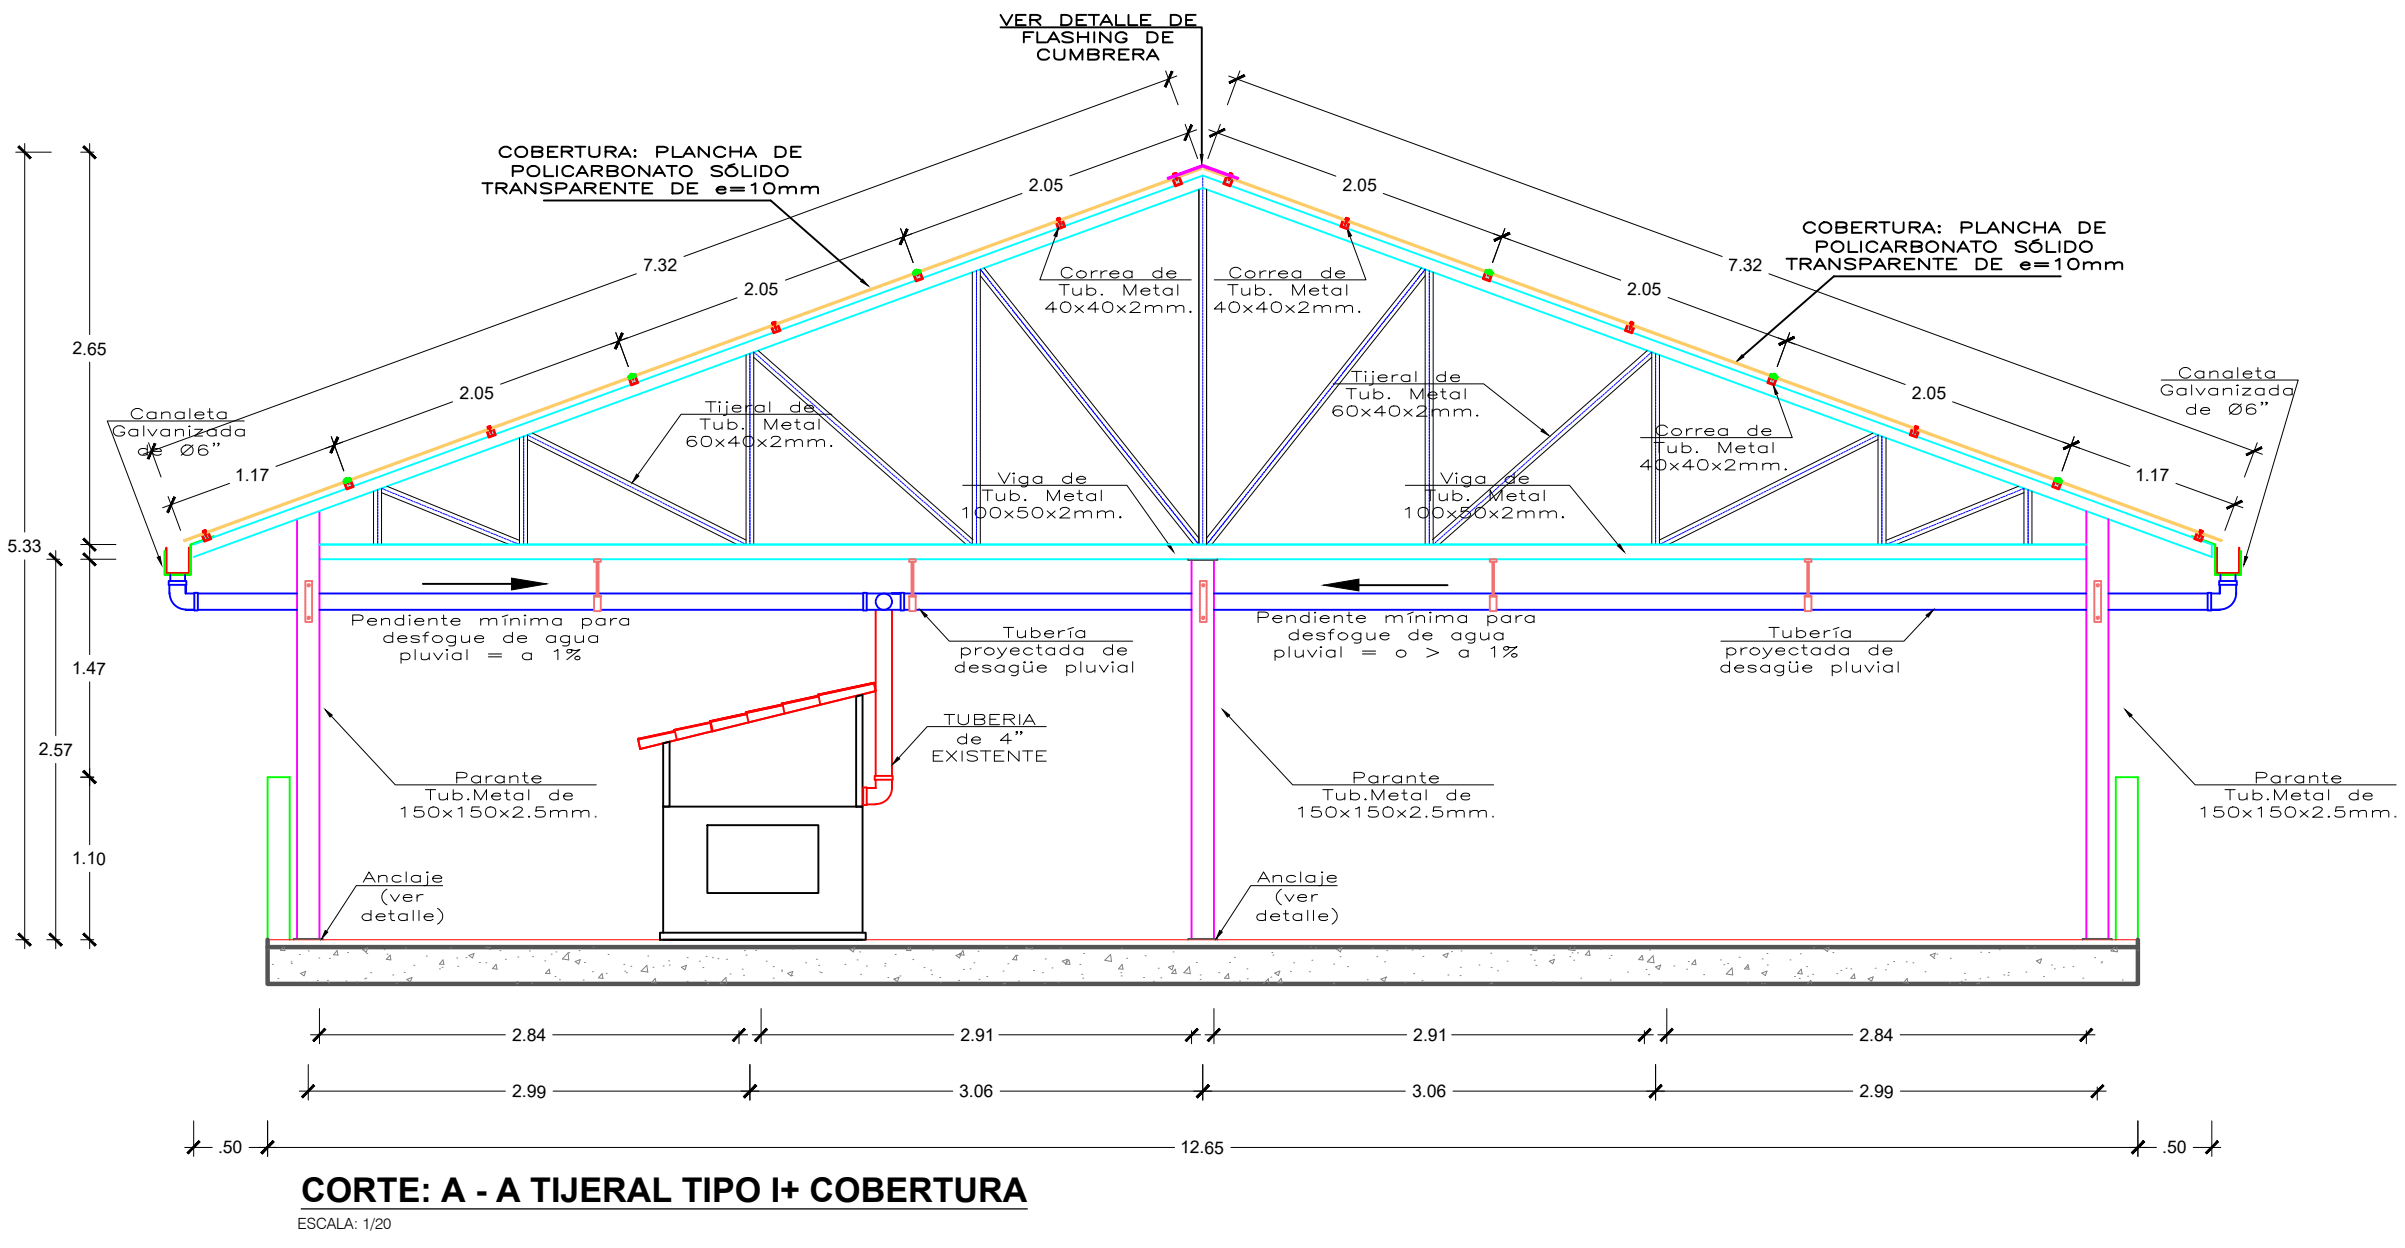 VER DETALLE DE
FLASHING DE
CUMBRERA
COBERTURA: PLANCHA DE
POLICARBONATO SÓLIDO
TRANSPARENTE DE e=10mm
COBERTURA: PLANCHA DE
POLICARBONATO SÓLIDO
TRANSPARENTE DE e=10mm
2.05
2.05
7.32
7.32
2.05
2.05
2.05
2.05
1.17
1.17
Correa de
Tub. Metal
40x40x2mm.
Correa de
Tub. Metal
40x40x2mm.
2.65
5.33
1.47
2.57
1.10
Canaleta
Galvanizada
de Ø6”
Tijeral de
Tub. Metal
60x40x2mm.
Tijeral de
Tub. Metal
60x40x2mm.
Canaleta
Galvanizada
de Ø6”
Correa de
Tub. Metal
40x40x2mm.
Viga de
Tub. Metal
100x50x2mm.
Viga de
Tub. Metal
100x50x2mm.
Pendiente mínima para
desfogue de agua
pluvial = a 1%
Tubería
proyectada de
desagüe pluvial
Pendiente mínima para
desfogue de agua
pluvial = o > a 1%
Tubería
proyectada de
desagüe pluvial
TUBERIA
de 4”
EXISTENTE
Parante
Tub.Metal de
150x150x2.5mm.
Parante
Tub.Metal de
150x150x2.5mm.
Parante
Tub.Metal de
150x150x2.5mm.
Anclaje
(ver
detalle)
Anclaje
(ver
detalle)
2.84
2.91
2.91
2.84
2.99
3.06
3.06
2.99
.50
12.65
.50
CORTE: A - A TIJERAL TIPO I+ COBERTURA
ESCALA: 1/20